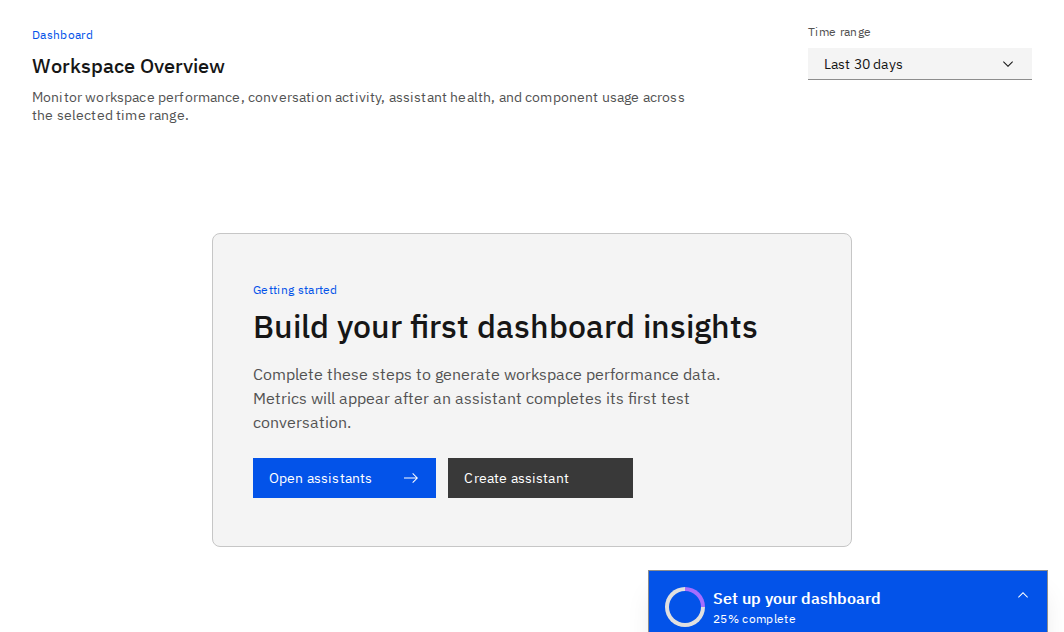 Dashboard
Workspace Overview
Monitor workspace performance, conversation activity, assistant health, and component usage across
the selected time range.
Time range
Last 30 days
Getting started
Build your first dashboard insights
Complete these steps to generate workspace performance data.
Metrics will appear after an assistant completes its first test
conversation.
Open assistants
Create assistant
Set up your dashboard
25% complete